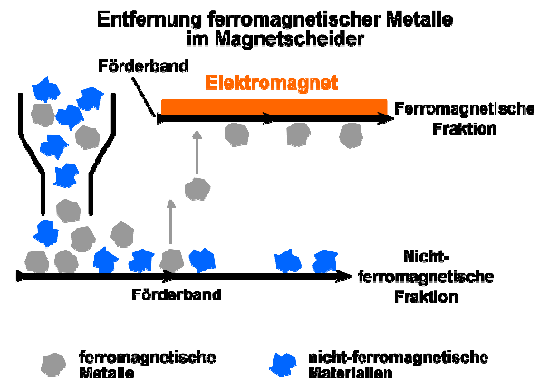 Entfernung ferromagnetischer Metalle
im Magnetscheider
Förderband
Elektromagnet
Ferromagnetische
Fraktion
Nicht-
ferromagnetische
Fraktion
Förderband
ferromagnetische
Metalle
nicht-ferromagnetische
Materialien